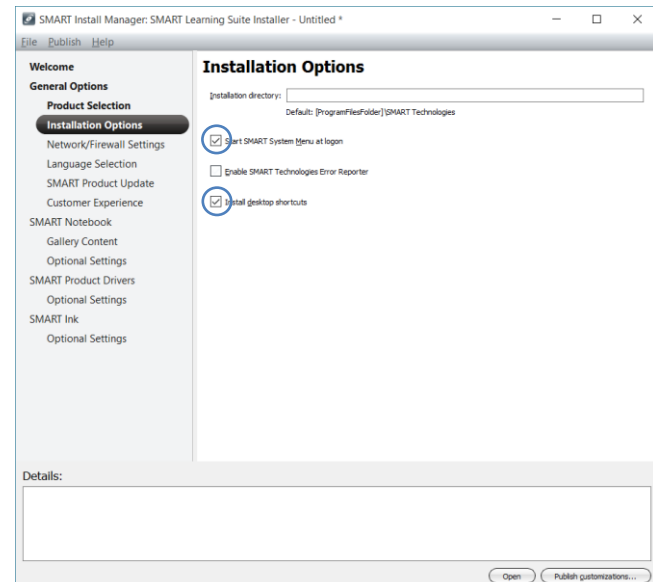 SMART Install Manager: SMART Learning Suite Installer - Untitled *
File Publish Help
Welcome
General Options
Product Selection
Installation Options
Network/Firewall Settings
Language Selection
SMART Product Update
Customer Experience
SMART Notebook
Gallery Content
Optional Settings
SMART Product Drivers
Optional Settings
SMART Ink
Optional Settings
Installation Options
Installation directory:
Default: [ProgramFilesFolder]\SMART Technologies
Start SMART System Menu at logon
Enable SMART Technologies Error Reporter
Install desktop shortcuts
Details:
Open Publish customizations...